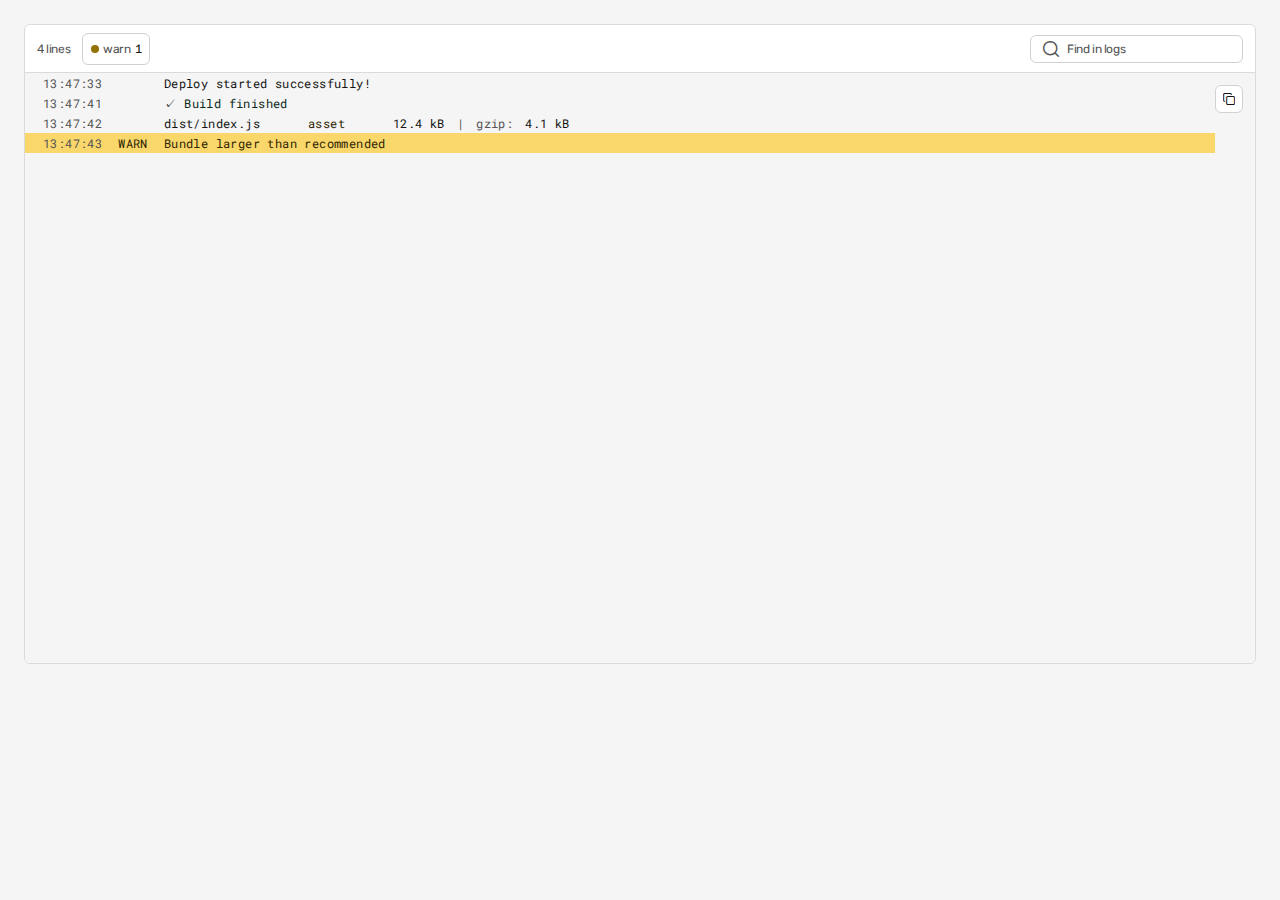 4 lines
warn 1
Find in logs
13:47:33 Deploy started successfully!
13:47:41 ✓ Build finished
13:47:42 dist/index.js asset 12.4 kB | gzip: 4.1 kB
13:47:43 WARN Bundle larger than recommended